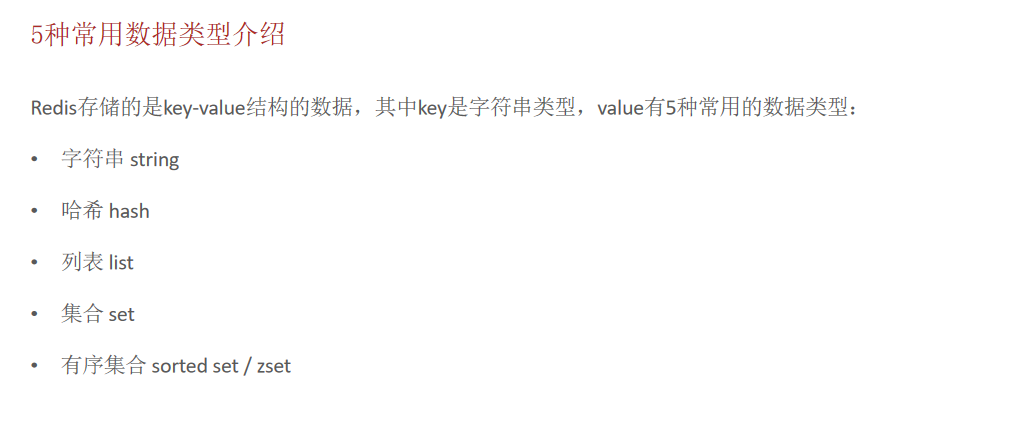 5种常用数据类型介绍
Redis存储的是key-value结构的数据，其中key是字符串类型，value有5种常用的数据类型：
• 字符串 string
• 哈希 hash
• 列表 list
• 集合 set
• 有序集合 sorted set / zset